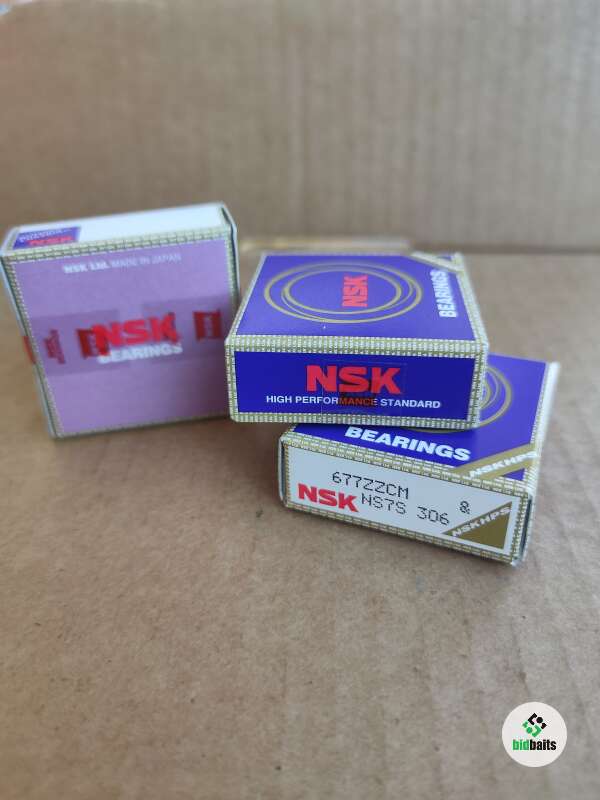 NSK Ltd. MADE IN JAPAN
NSK
BEARINGS
NSK
BEARINGS
NSK
HIGH PERFORMANCE STANDARD
BEARINGS
NSKHPS
677ZZCM
NSK NS7S 306 8
NSKHPS
bidbaits